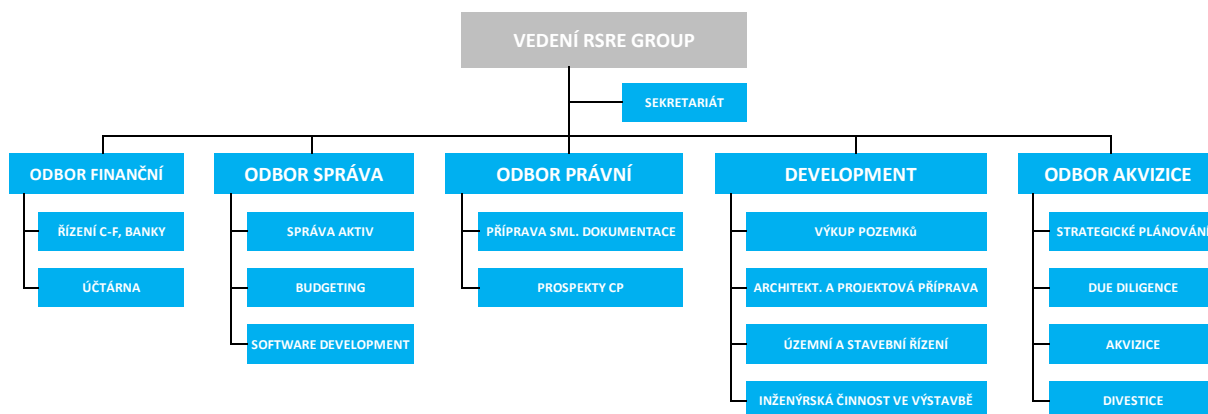 VEDENÍ RSRE GROUP
SEKRETARIÁT
ODBOR FINANČNÍ
ODBOR SPRÁVA
ODBOR PRÁVNÍ
DEVELOPMENT
ODBOR AKVIZICE
ŘÍZENÍ C-F, BANKY
SPRÁVA AKTIV
PŘÍPRAVA SML. DOKUMENTACE
VÝKUP POZEMKů
STRATEGICKÉ PLÁNOVÁNÍ
ÚČTÁRNA
BUDGETING
PROSPEKTY CP
ARCHITEKT. A PROJEKTOVÁ PŘÍPRAVA
DUE DILIGENCE
SOFTWARE DEVELOPMENT
ÚZEMNÍ A STAVEBNÍ ŘÍZENÍ
AKVIZICE
INŽENÝRSKÁ ČINNOST VE VÝSTAVBĚ
DIVESTICE